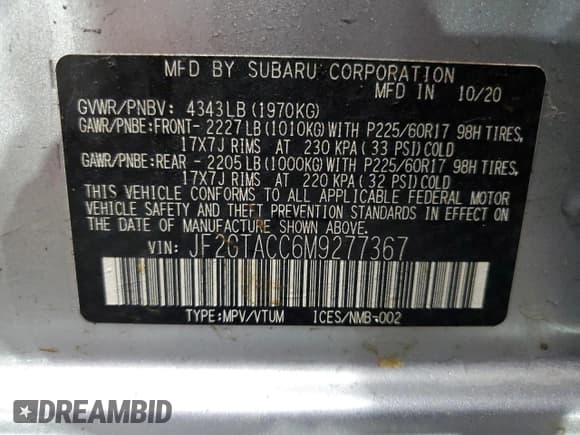 MFD BY SUBARU CORPORATION
MFD IN 10/20
GVWR/PNBV: 4343LB(1970KG)
GAWR/PNBE:FRONT- 2227LB(1010KG)WITH P225/60R17 98H TIRES,
17X7J RIMS AT 230 KPA(33 PSI)COLD
GAWR/PNBE:REAR - 2205LB(1000KG)WITH P225/60R17 98H TIRES,
17X7J RIMS AT 220 KPA(32 PSI)COLD
THIS VEHICLE CONFORMS TO ALL APPLICABLE FEDERAL MOTOR
VEHICLE SAFETY AND THEFT PREVENTION STANDARDS IN EFFECT
ON THE DATE OF MANUFACTURE SHOWN ABOVE.
VIN: JF2GTACC6M9277367
TYPE:MPV/VTUM ICES/NMB-002
DREAMBID